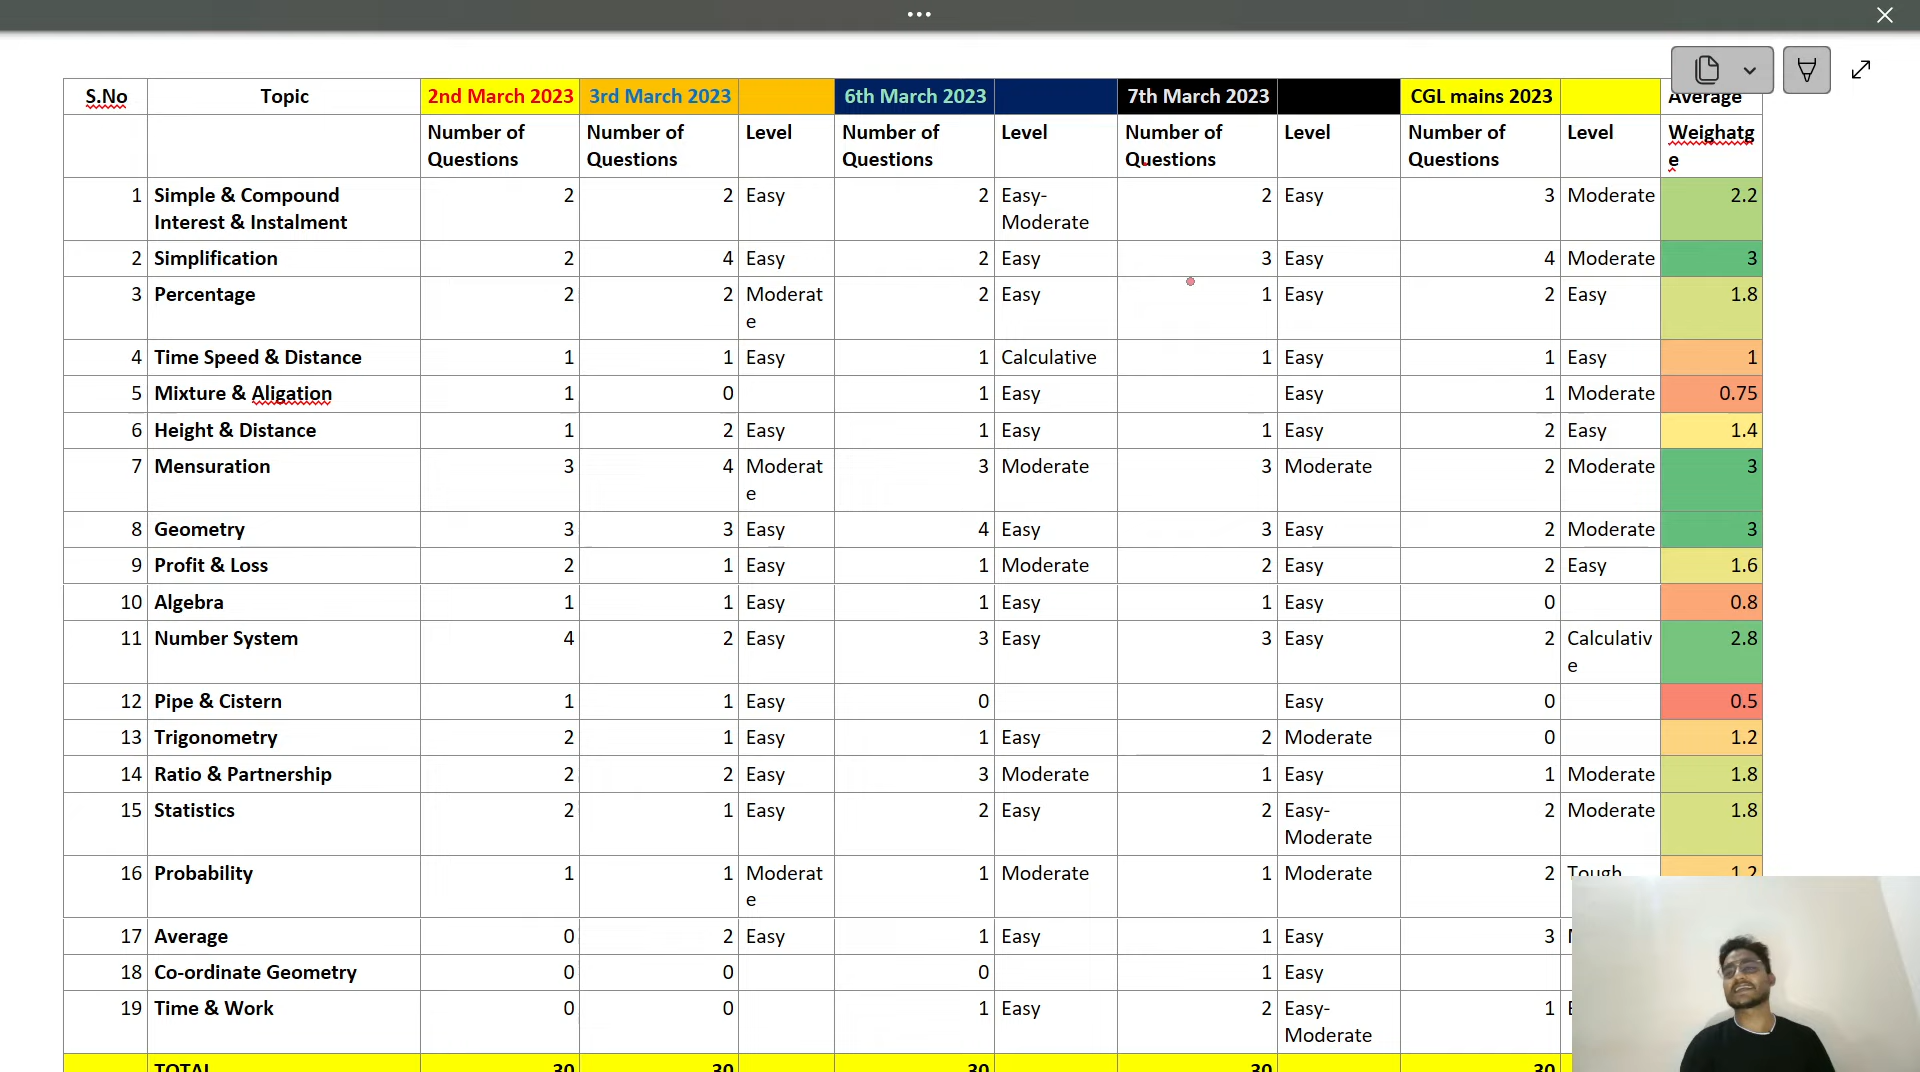 S.No Topic 2nd March 2023 3rd March 2023 6th March 2023 7th March 2023 CGL mains 2023 Average
Number of Questions Number of Questions Level Number of Questions Level Number of Questions Level Number of Questions Level Weighatge
1 Simple & Compound Interest & Instalment 2 2 Easy 2 Easy-Moderate 2 Easy 3 Moderate 2.2
2 Simplification 2 4 Easy 2 Easy 3 Easy 4 Moderate 3
3 Percentage 2 2 Moderate 2 Easy 1 Easy 2 Easy 1.8
4 Time Speed & Distance 1 1 Easy 1 Calculative 1 Easy 1 Easy 1
5 Mixture & Aligation 1 0 1 Easy Easy 1 Moderate 0.75
6 Height & Distance 1 2 Easy 1 Easy 1 Easy 2 Easy 1.4
7 Mensuration 3 4 Moderate 3 Moderate 3 Moderate 2 Moderate 3
8 Geometry 3 3 Easy 4 Easy 3 Easy 2 Moderate 3
9 Profit & Loss 2 1 Easy 1 Moderate 2 Easy 2 Easy 1.6
10 Algebra 1 1 Easy 1 Easy 1 Easy 0 0.8
11 Number System 4 2 Easy 3 Easy 3 Easy 2 Calculative 2.8
12 Pipe & Cistern 1 1 Easy 0 Easy 0 0.5
13 Trigonometry 2 1 Easy 1 Easy 2 Moderate 0 1.2
14 Ratio & Partnership 2 2 Easy 3 Moderate 1 Easy 1 Moderate 1.8
15 Statistics 2 1 Easy 2 Easy 2 Easy-Moderate 2 Moderate 1.8
16 Probability 1 1 Moderate 1 Moderate 1 Moderate 2 Tough 1.2
17 Average 0 2 Easy 1 Easy 1 Easy 3
18 Co-ordinate Geometry 0 0 0 1 Easy
19 Time & Work 0 0 1 Easy 2 Easy-Moderate 1
TOTAL 30 30 30 30 30